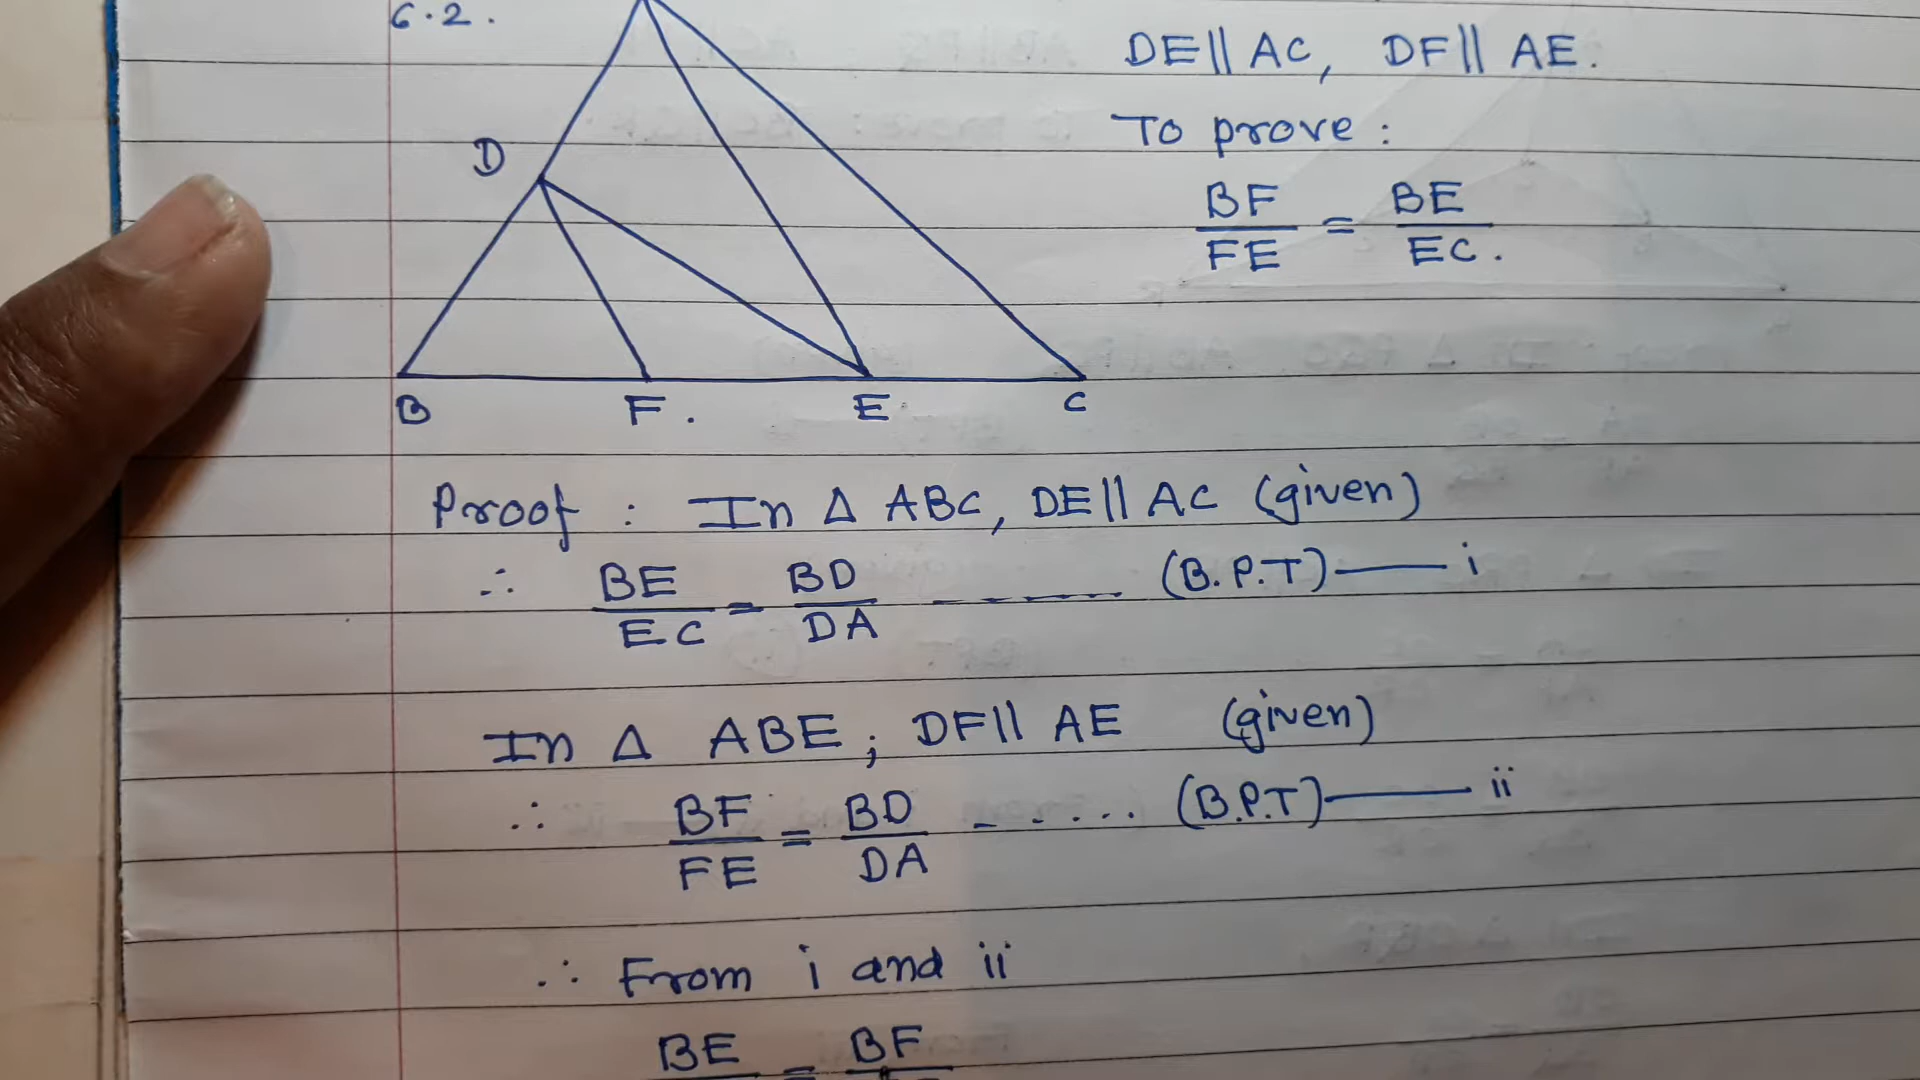 6.2.
DE || AC, DF || AE.
To prove :
BF/FE = BE/EC.
D
B F. E C
Proof : In Δ ABC, DE || AC (given)
∴ BE/EC = BD/DA ------- (B.P.T) —— i
In Δ ABE; DF || AE (given)
∴ BF/FE = BD/DA - - .... (B.P.T) —— ii
∴ From i and ii
BE = BF